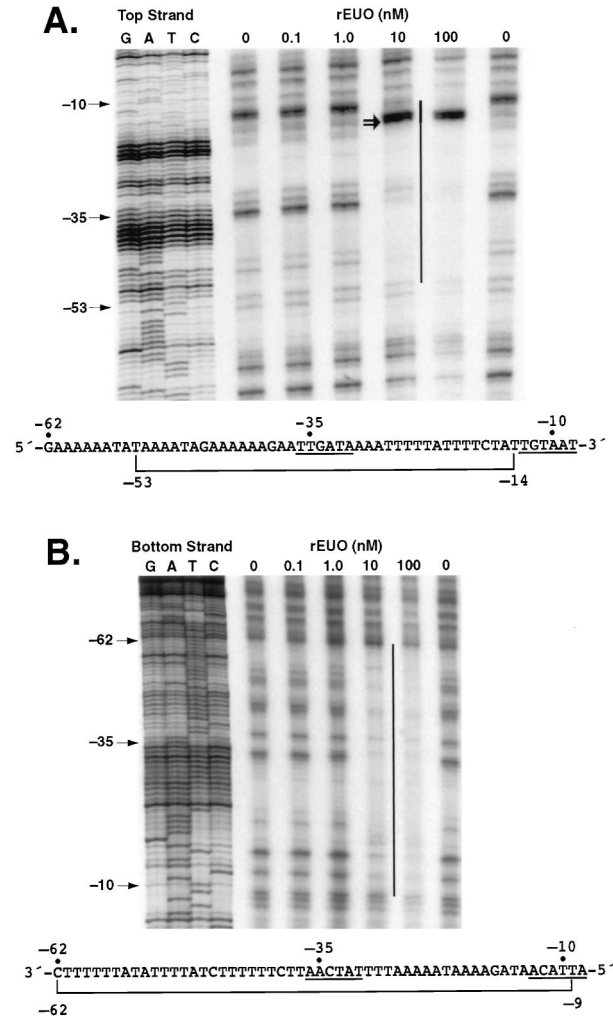 A.
Top Strand rEUO (nM)
G A T C 0 0.1 1.0 10 100 0
–10
–35
–53
–62 –35 –10
5´-GAAAAAATATAAAATAGAAAAAAGAATTGATAAAATTTTTATTTTCTATTGTAAT-3´
–53 –14
B.
Bottom Strand rEUO (nM)
G A T C 0 0.1 1.0 10 100 0
–62
–35
–10
–62 –35 –10
3´-CTTTTTTATATTTTATCTTTTTTCTTAACTATTTTAAAAATAAAAGATAACATTA-5´
–62 –9